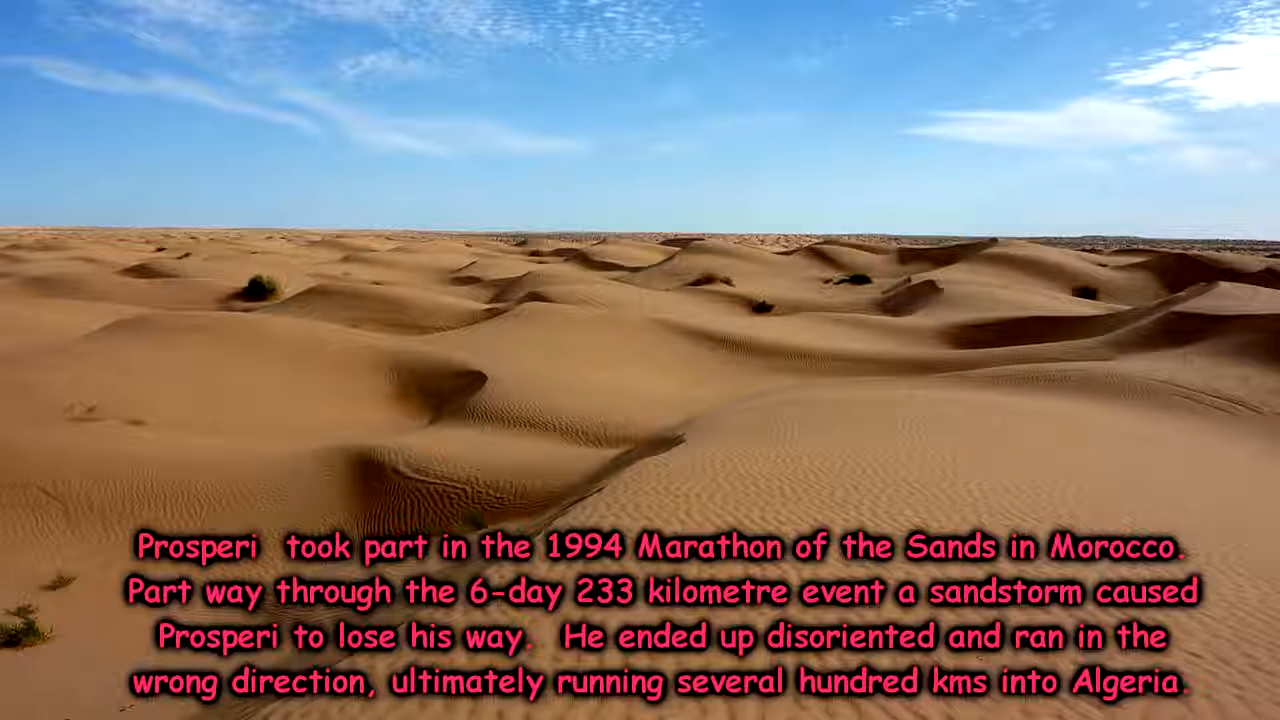 Prosperi  took part in the 1994 Marathon of the Sands in Morocco.
Part way through the 6-day 233 kilometre event a sandstorm caused
Prosperi to lose his way.  He ended up disoriented and ran in the
wrong direction, ultimately running several hundred kms into Algeria.